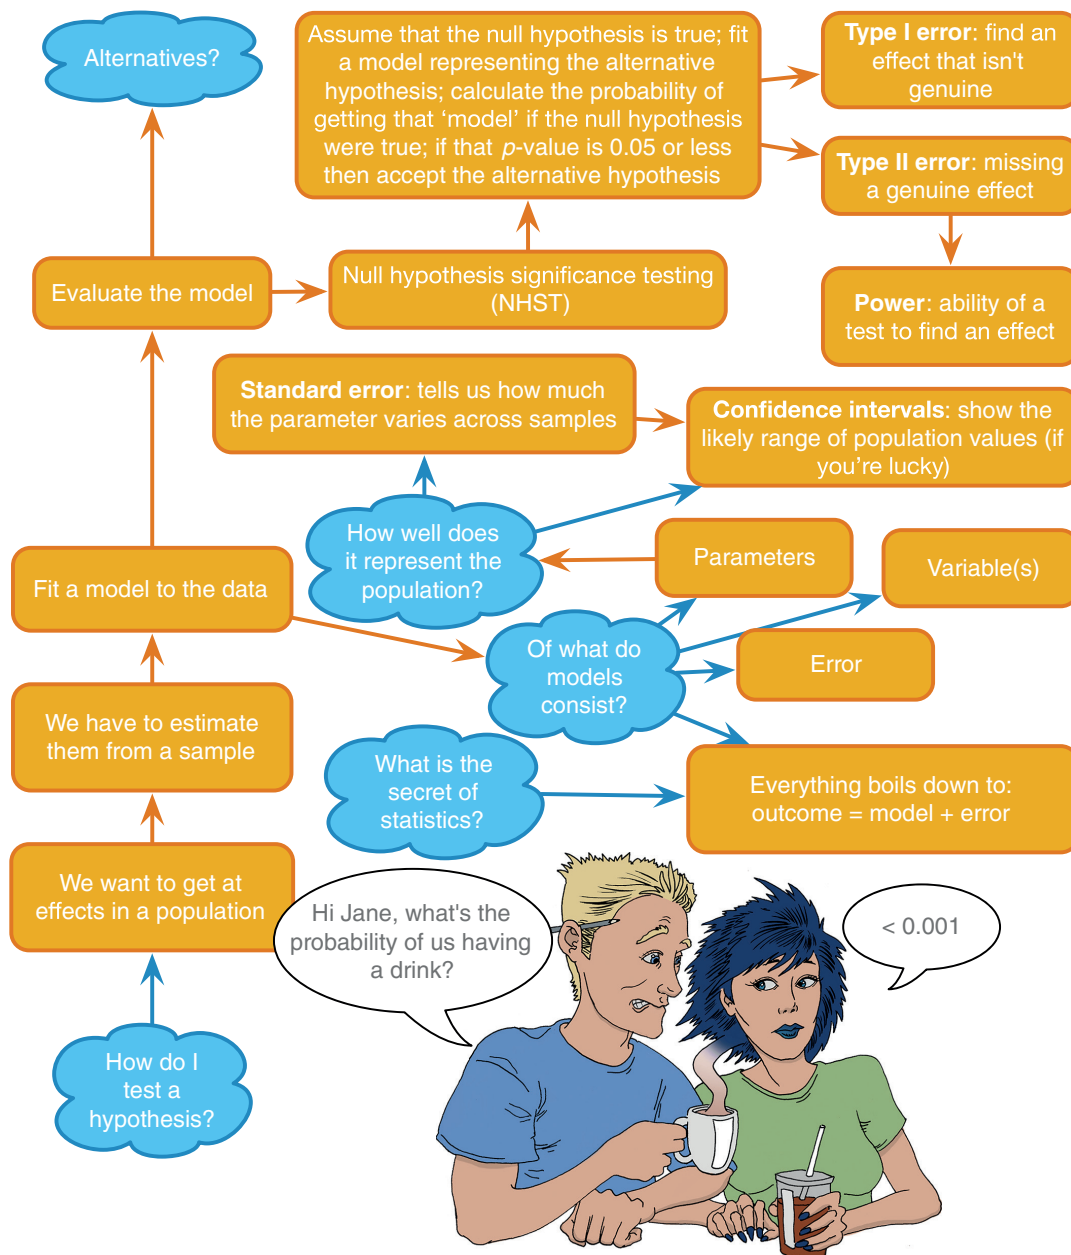 Alternatives?
Assume that the null hypothesis is true; fit
a model representing the alternative
hypothesis; calculate the probability of
getting that ‘model’ if the null hypothesis
were true; if that p-value is 0.05 or less
then accept the alternative hypothesis
Type I error: find an
effect that isn't
genuine
Type II error: missing
a genuine effect
Evaluate the model
Null hypothesis significance testing
(NHST)
Power: ability of a
test to find an effect
Standard error: tells us how much
the parameter varies across samples
Confidence intervals: show the
likely range of population values (if
you’re lucky)
How well does
it represent the
population?
Parameters
Variable(s)
Fit a model to the data
Of what do
models
consist?
Error
We have to estimate
them from a sample
What is the
secret of
statistics?
Everything boils down to:
outcome = model + error
We want to get at
effects in a population
Hi Jane, what's the
probability of us having
a drink?
< 0.001
How do I
test a
hypothesis?